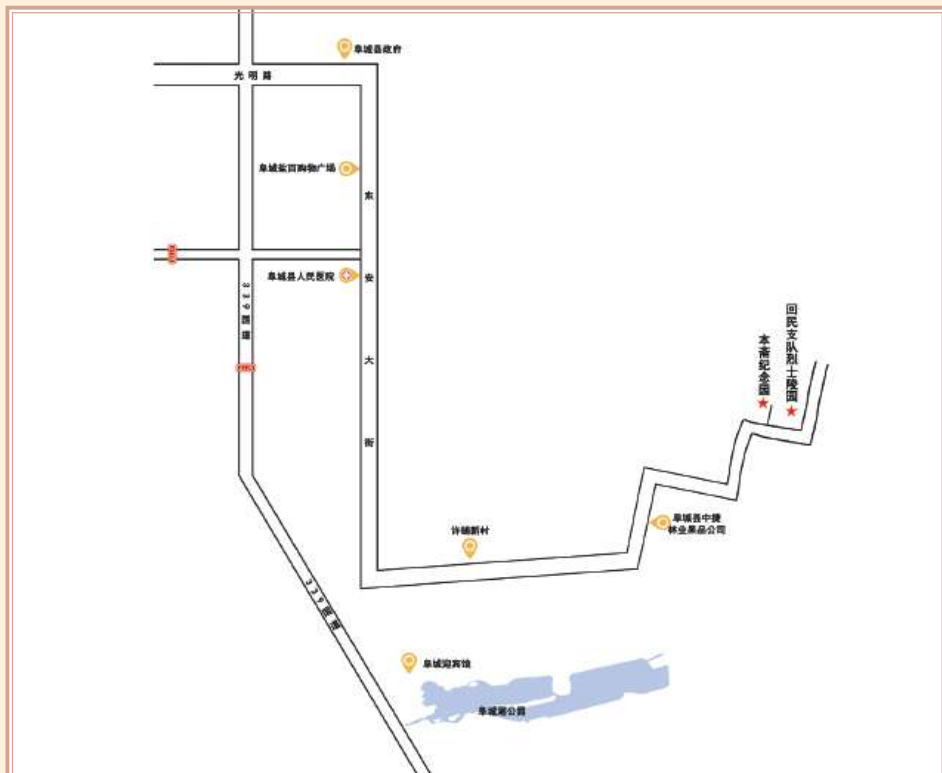 阜城县政府
光明路
阜城盐百购物广场
东安大街
阜城县人民医院
339国道
回民支队烈士陵园
本斋纪念园
阜城县中捷
林业果品公司
许铺新村
339国道
阜城迎宾馆
阜城湖公园